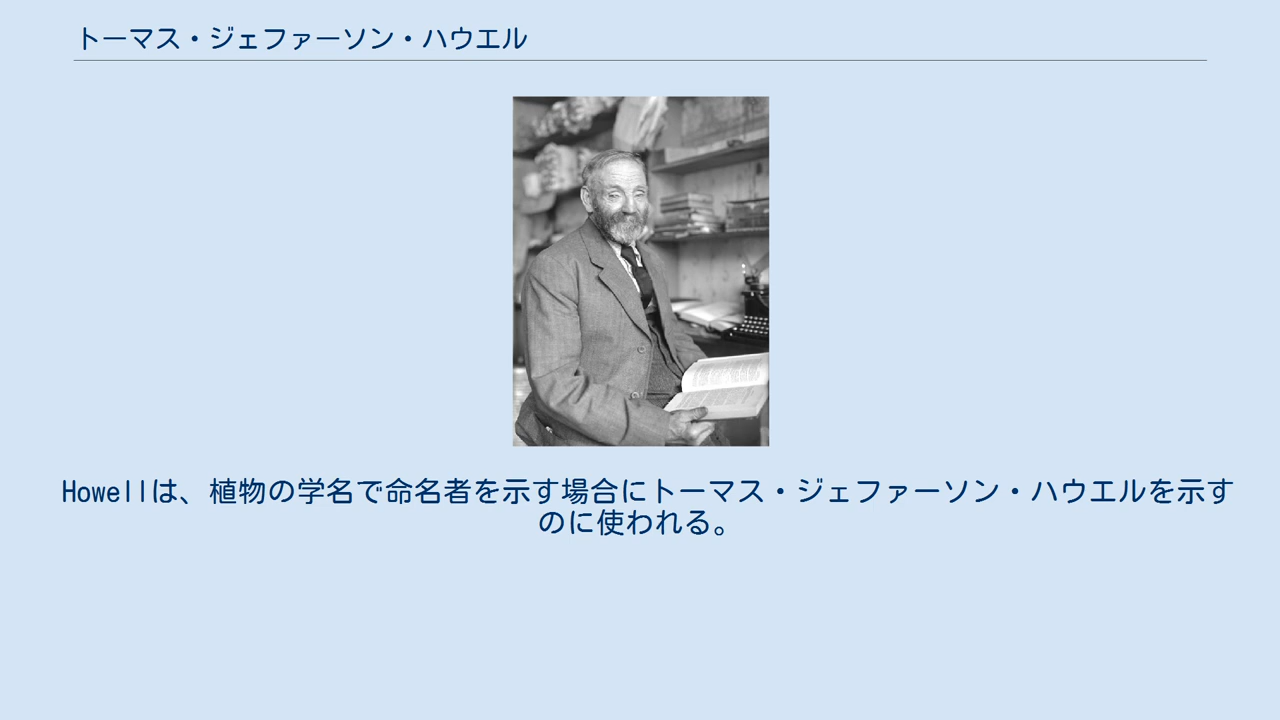 トーマス・ジェファーソン・ハウエル
Howellは、植物の学名で命名者を示す場合にトーマス・ジェファーソン・ハウエルを示す
のに使われる。